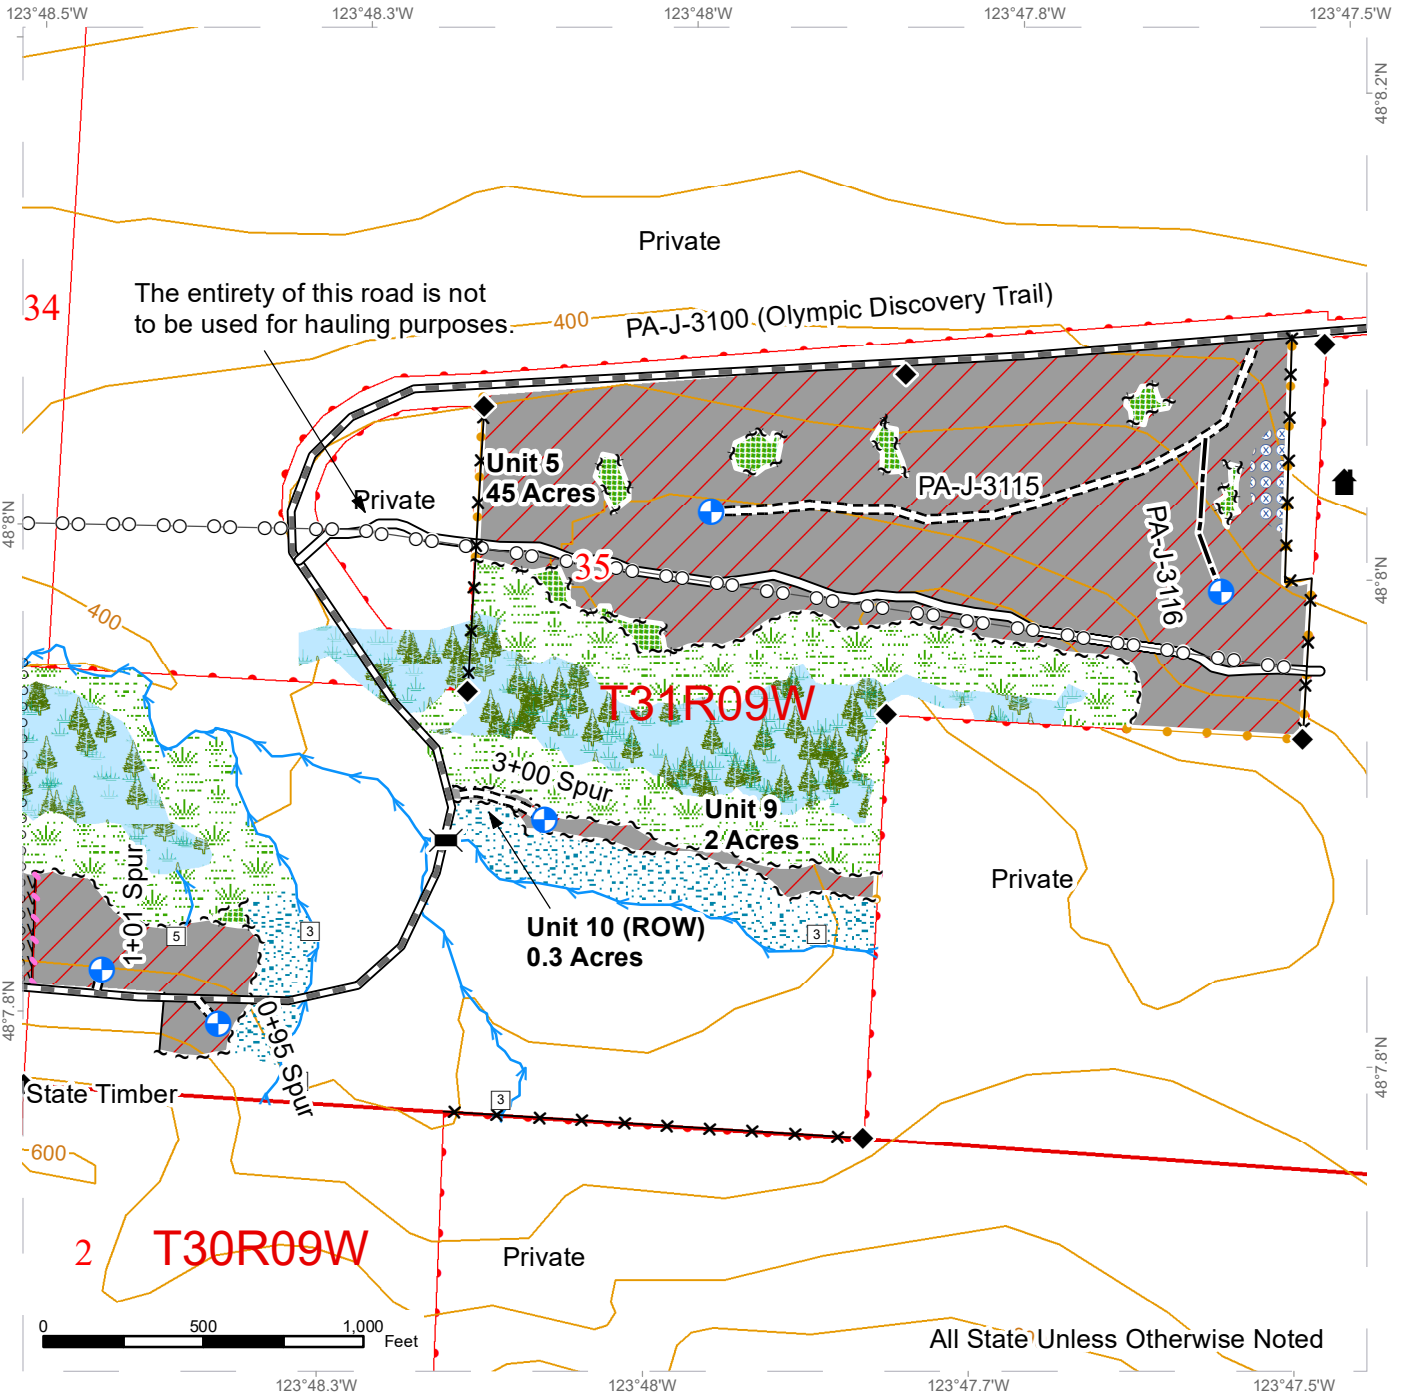 123°48.5'W
123°48.3'W
123°48'W
123°47.8'W
123°47.5'W
48°8.2'N
Private
34
The entirety of this road is not
to be used for hauling purposes.
400
PA-J-3100 (Olympic Discovery Trail)
Unit 5
45 Acres
Private
PA-J-3115
PA-J-3116
48°8'N
48°8'N
35
400
T31R09W
3+00 Spur
Unit 9
2 Acres
1+01 Spur
Private
Unit 10 (ROW)
0.3 Acres
5
3
3
48°7.8'N
0+95 Spur
48°7.8'N
State Timber
3
600
2
T30R09W
Private
0
500
1,000
Feet
All State Unless Otherwise Noted
123°48.3'W
123°48'W
123°47.7'W
123°47.5'W